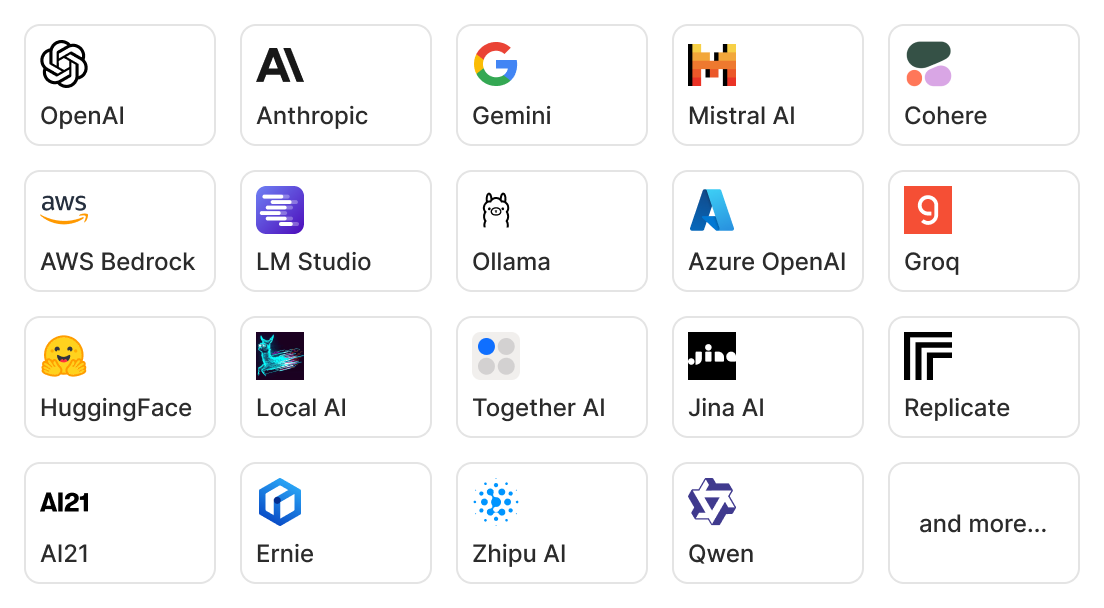 OpenAI
Anthropic
Gemini
Mistral AI
Cohere
aws
AWS Bedrock
LM Studio
Ollama
Azure OpenAI
Groq
HuggingFace
Local AI
Together AI
Jina
Jina AI
Replicate
AI21
AI21
Ernie
Zhipu AI
Qwen
and more...